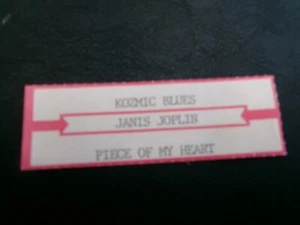 KOZMIC BLUES
JANIS JOPLIN
PIECE OF MY HEART